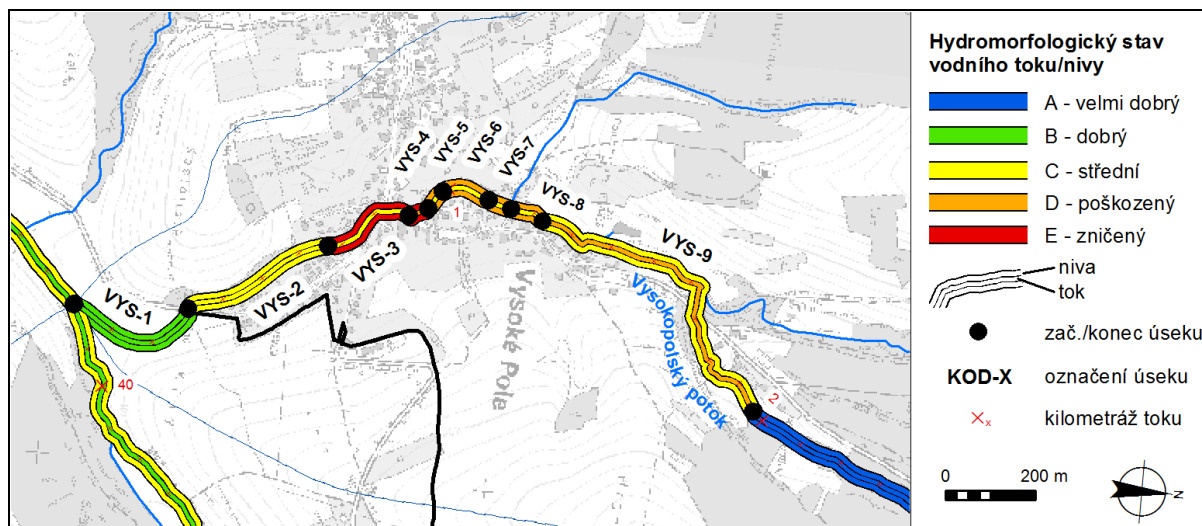 VYS-1
VYS-2
VYS-3
VYS-4
VYS-5
VYS-6
VYS-7
VYS-8
VYS-9
1
2
40
Vysoké Pole
Vysokopolský potok
Hydromorfologický stav
vodního toku/nivy
A - velmi dobrý
B - dobrý
C - střední
D - poškozený
E - zničený
niva
tok
zač./konec úseku
KOD-X označení úseku
x kilometráž toku
0 200 m
N